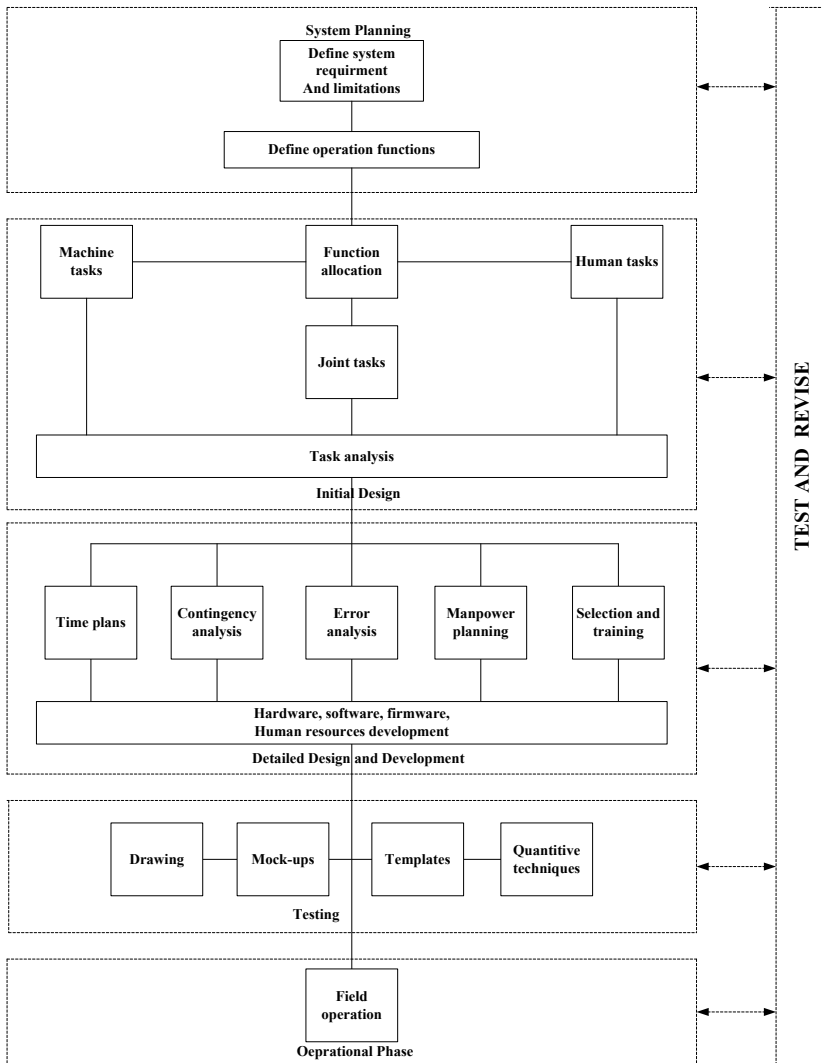 System Planning
Define system
requirment
And limitations
Define operation functions
Machine
tasks
Function
allocation
Human tasks
Joint tasks
Task analysis
Initial Design
Time plans
Contingency
analysis
Error
analysis
Manpower
planning
Selection and
training
Hardware, software, firmware,
Human resources development
Detailed Design and Development
Drawing
Mock-ups
Templates
Quantitive
techniques
Testing
Field
operation
Oeprational Phase
TEST AND REVISE